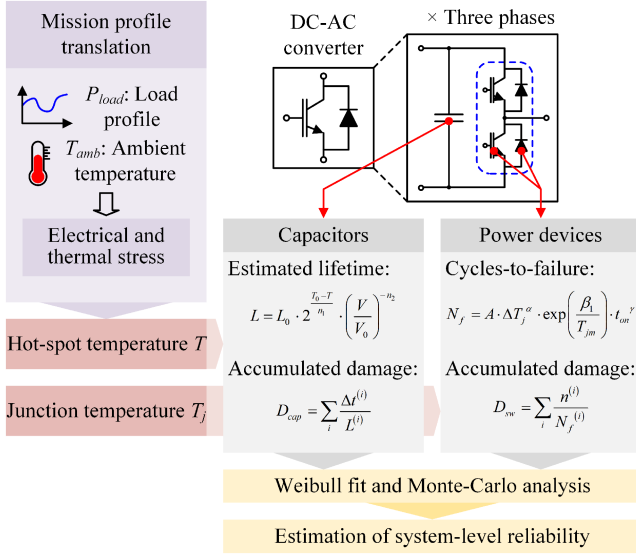 Mission profile
translation
P_load: Load
profile
T_amb: Ambient
temperature
Electrical and
thermal stress
DC-AC
converter
× Three phases
Hot-spot temperature T
Junction temperature T_j
Capacitors
Estimated lifetime:
L = L_0 · 2^{(T_0−T)/n_1} · (V/V_0)^{−n_2}
Accumulated damage:
D_cap = ∑_i Δt^{(i)}/L^{(i)}
Power devices
Cycles-to-failure:
N_f = A · ΔT_j^α · exp(β_1/T_jm) · t_on^γ
Accumulated damage:
D_sw = ∑_i n^{(i)}/N_f^{(i)}
Weibull fit and Monte-Carlo analysis
Estimation of system-level reliability